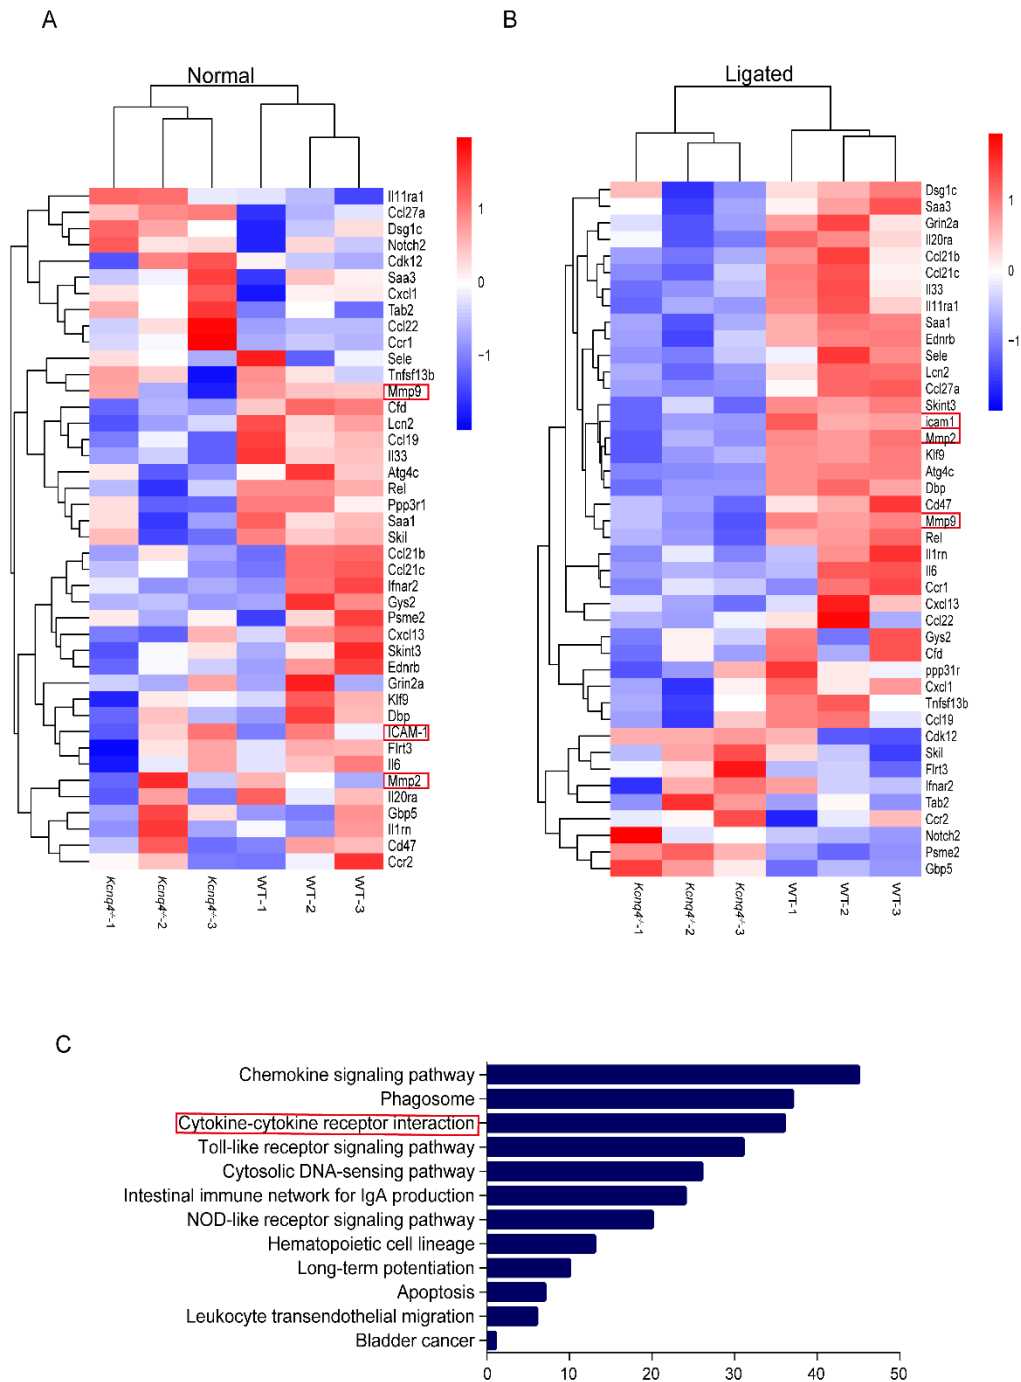 A
Normal
Il11ra1
Ccl27a
Dsg1c
Notch2
Cdk12
Saa3
Cxcl1
Tab2
Ccl22
Ccr1
Sele
Tnfsf13b
Mmp9
Cfd
Lcn2
Ccl19
Il33
Atg4c
Rel
Ppp3r1
Saa1
Skil
Ccl21b
Ccl21c
Ifnar2
Gys2
Psme2
Cxcl13
Skint3
Ednrb
Grin2a
Klf9
Dbp
ICAM-1
Flrt3
Il6
Mmp2
Il20ra
Gbp5
Il1rn
Cd47
Ccr2
1
0
−1
Kcnq4-/--1
Kcnq4-/--2
Kcnq4-/--3
WT-1
WT-2
WT-3
B
Ligated
Dsg1c
Saa3
Grin2a
Il20ra
Ccl21b
Ccl21c
Il33
Il11ra1
Saa1
Ednrb
Sele
Lcn2
Ccl27a
Skint3
icam1
Mmp2
Klf9
Atg4c
Dbp
Cd47
Mmp9
Rel
Il1rn
Il6
Ccr1
Cxcl13
Ccl22
Gys2
Cfd
ppp31r
Cxcl1
Tnfsf13b
Ccl19
Cdk12
Skil
Flrt3
Ifnar2
Tab2
Ccr2
Notch2
Psme2
Gbp5
1
0
−1
Kcnq4-/--1
Kcnq4-/--2
Kcnq4-/--3
WT-1
WT-2
WT-3
C
Chemokine signaling pathway
Phagosome
Cytokine-cytokine receptor interaction
Toll-like receptor signaling pathway
Cytosolic DNA-sensing pathway
Intestinal immune network for IgA production
NOD-like receptor signaling pathway
Hematopoietic cell lineage
Long-term potentiation
Apoptosis
Leukocyte transendothelial migration
Bladder cancer
0 10 20 30 40 50